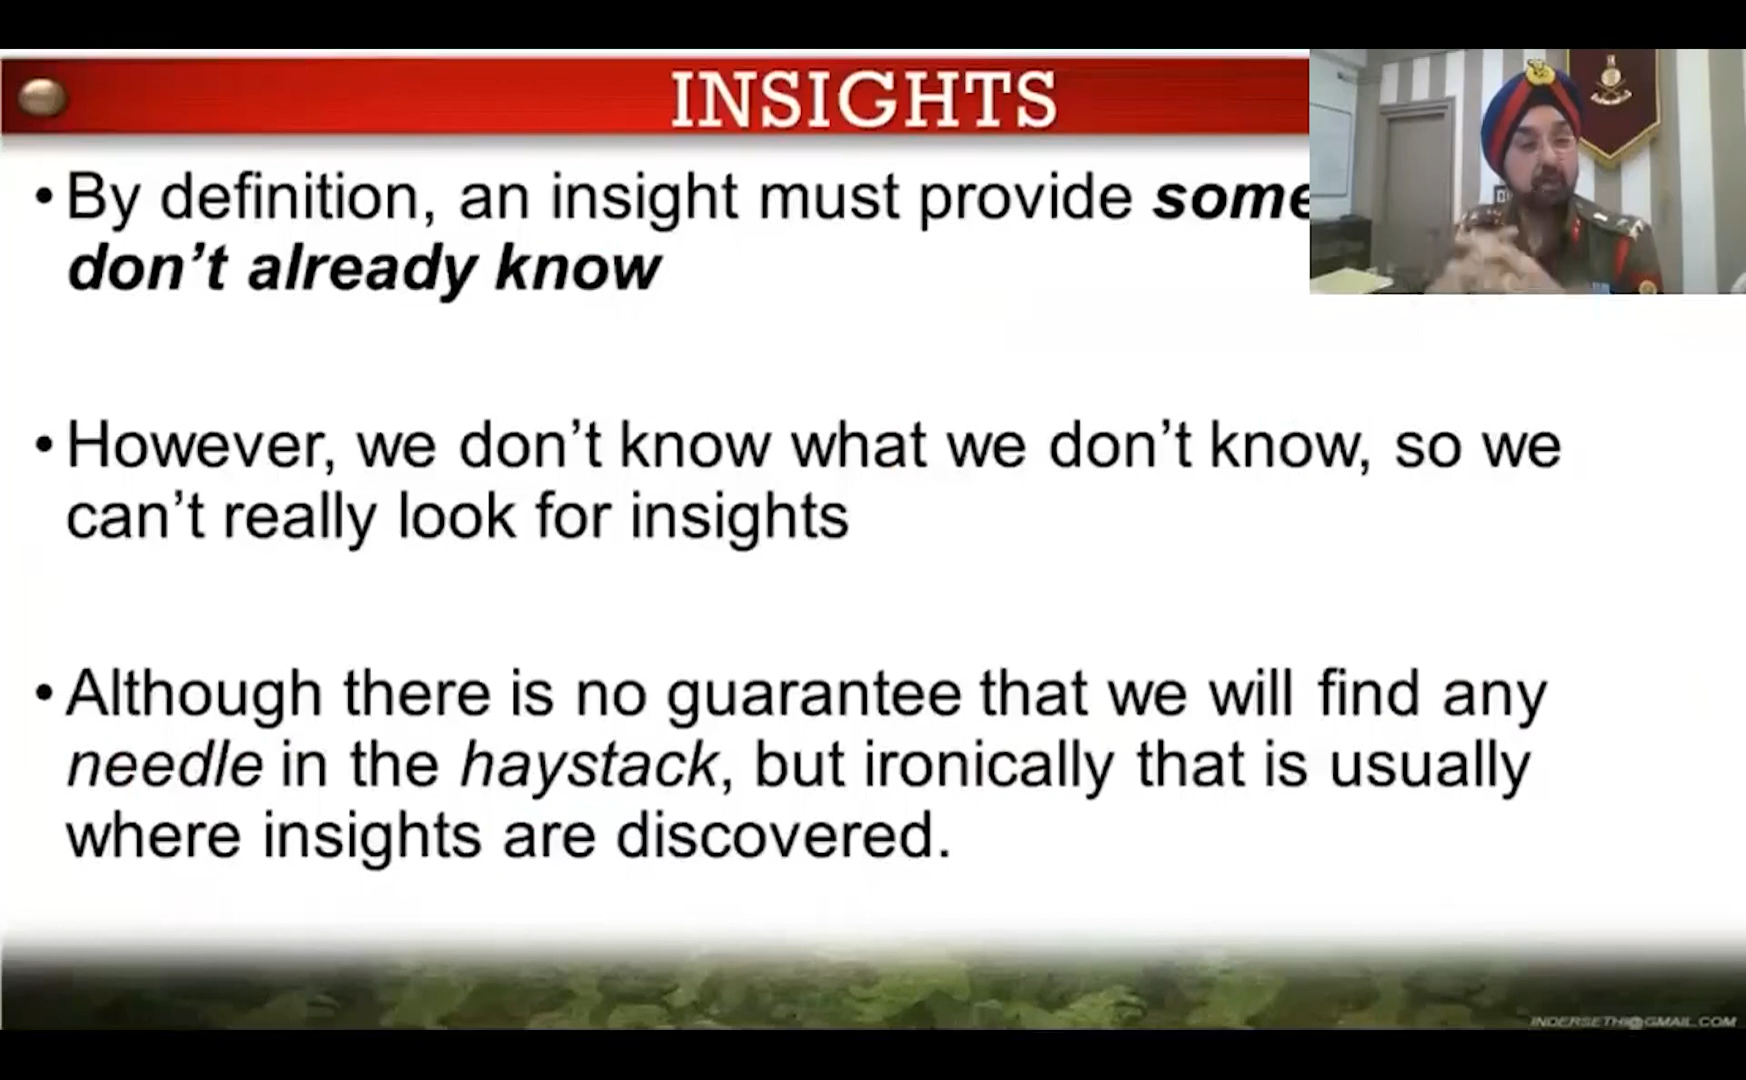 INSIGHTS
• By definition, an insight must provide some
don't already know
• However, we don't know what we don't know, so we
can't really look for insights
• Although there is no guarantee that we will find any
needle in the haystack, but ironically that is usually
where insights are discovered.
INDERSETHI@GMAIL.COM